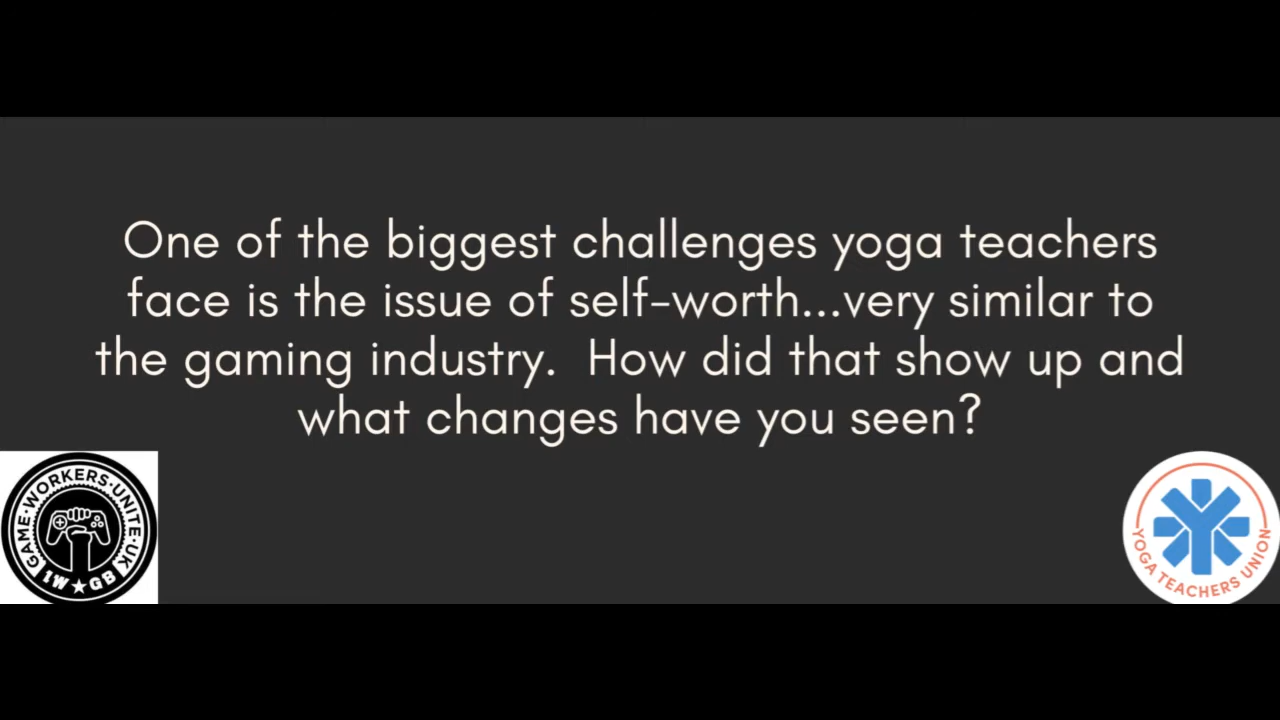 One of the biggest challenges yoga teachers
face is the issue of self-worth...very similar to
the gaming industry.  How did that show up and
what changes have you seen?
GAME·WORKERS·UNITE·UK
IW★GB
YOGA TEACHERS UNION